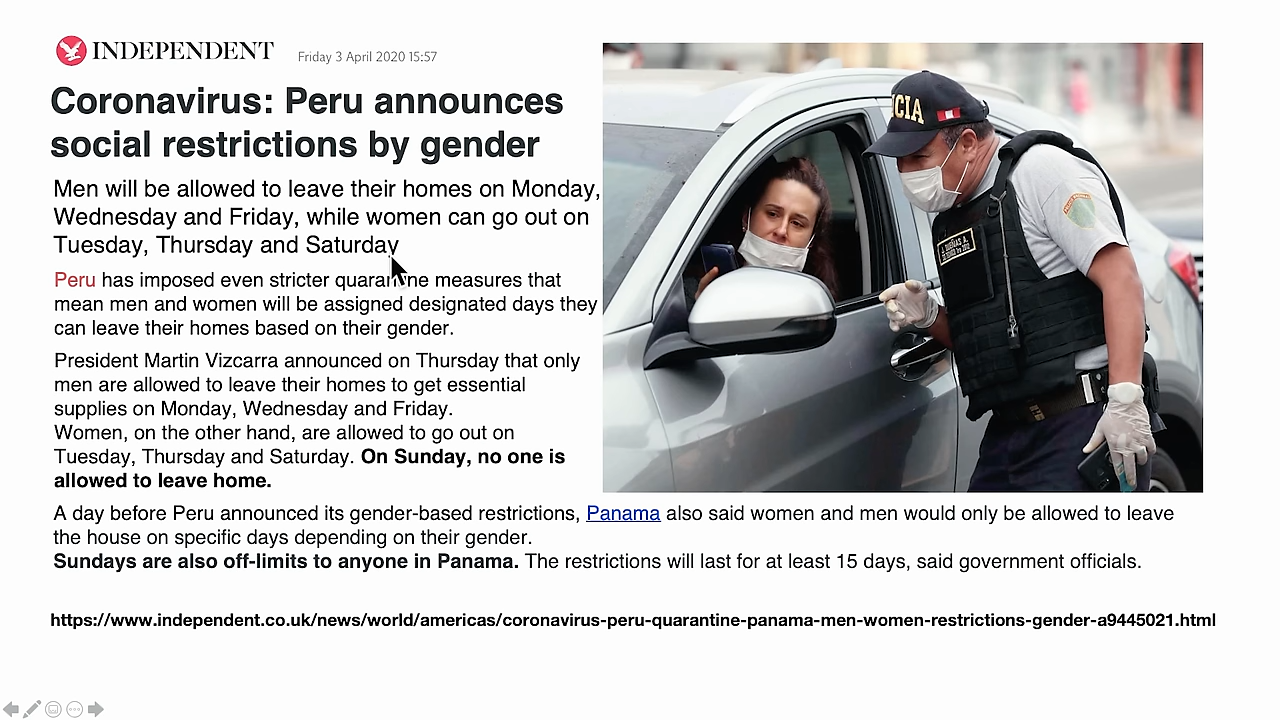 INDEPENDENT
Friday 3 April 2020 15:57
Coronavirus: Peru announces
social restrictions by gender
Men will be allowed to leave their homes on Monday,
Wednesday and Friday, while women can go out on
Tuesday, Thursday and Saturday
Peru has imposed even stricter quarantine measures that
mean men and women will be assigned designated days they
can leave their homes based on their gender.
President Martin Vizcarra announced on Thursday that only
men are allowed to leave their homes to get essential
supplies on Monday, Wednesday and Friday.
Women, on the other hand, are allowed to go out on
Tuesday, Thursday and Saturday. On Sunday, no one is
allowed to leave home.
CIA
A day before Peru announced its gender-based restrictions, Panama also said women and men would only be allowed to leave
the house on specific days depending on their gender.
Sundays are also off-limits to anyone in Panama. The restrictions will last for at least 15 days, said government officials.
https://www.independent.co.uk/news/world/americas/coronavirus-peru-quarantine-panama-men-women-restrictions-gender-a9445021.html